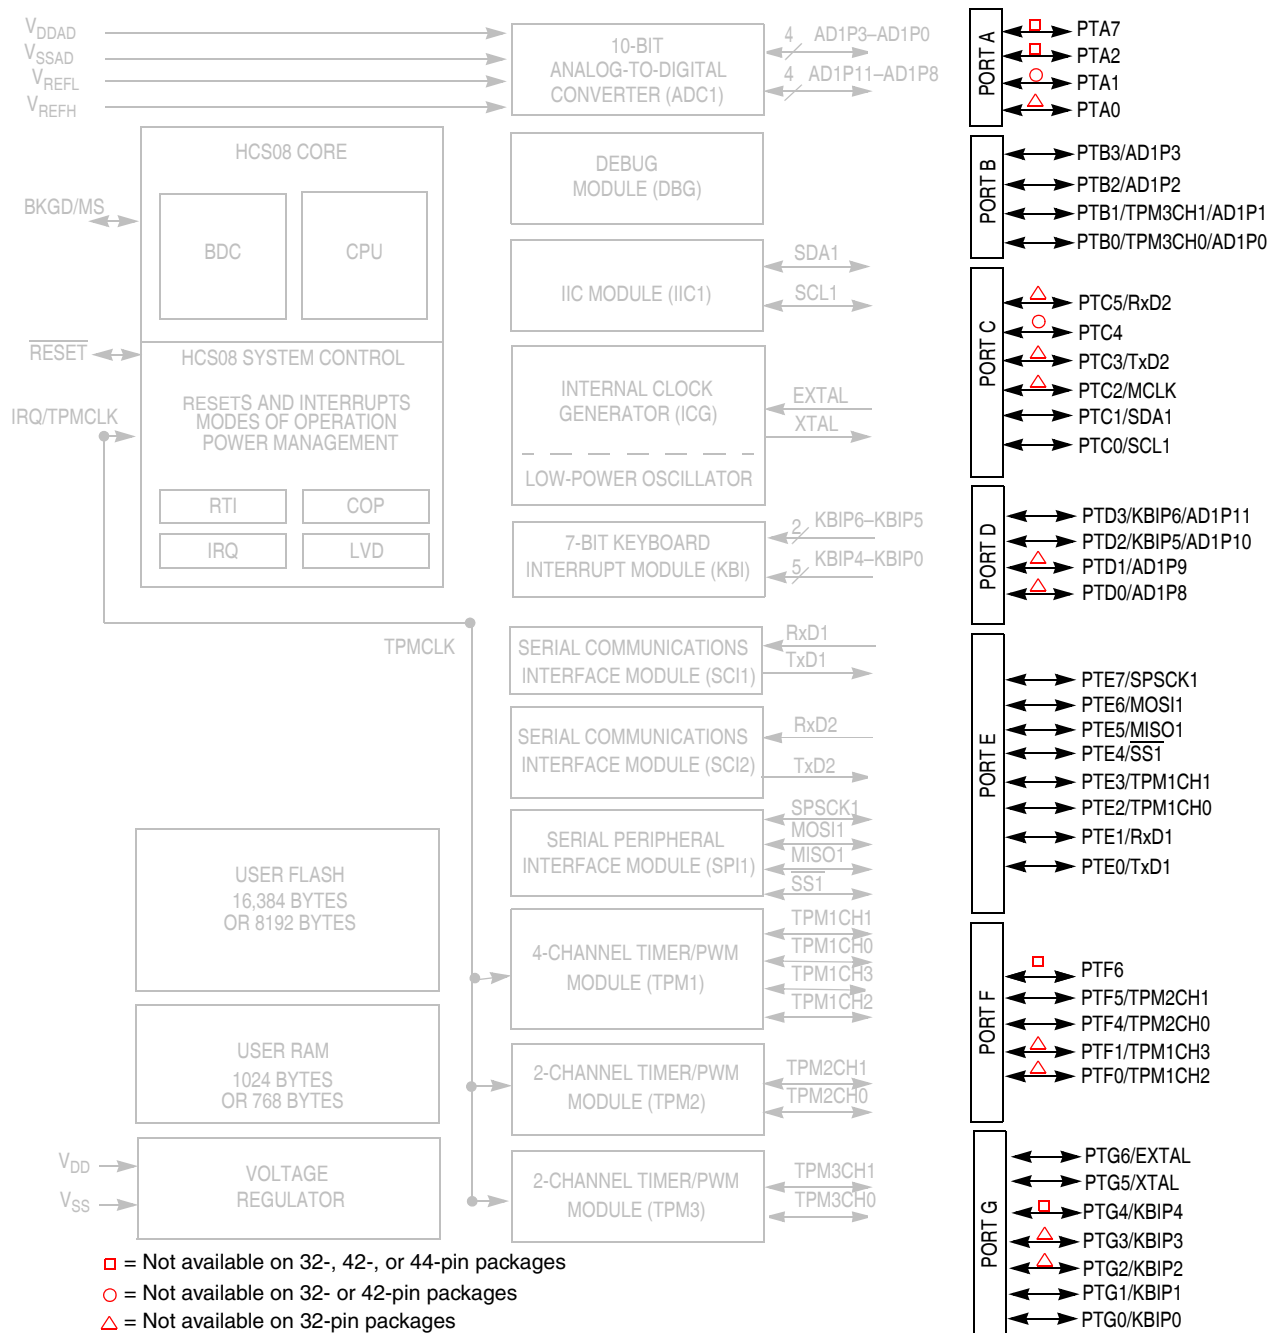 VDDAD
VSSAD
VREFL
VREFH
10-BIT
ANALOG-TO-DIGITAL
CONVERTER (ADC1)
4 AD1P3–AD1P0
4 AD1P11–AD1P8
HCS08 CORE
BDC
CPU
BKGD/MS
RESET
IRQ/TPMCLK
HCS08 SYSTEM CONTROL
RESETS AND INTERRUPTS
MODES OF OPERATION
POWER MANAGEMENT
RTI
COP
IRQ
LVD
TPMCLK
DEBUG
MODULE (DBG)
IIC MODULE (IIC1)
SDA1
SCL1
INTERNAL CLOCK
GENERATOR (ICG)
LOW-POWER OSCILLATOR
EXTAL
XTAL
7-BIT KEYBOARD
INTERRUPT MODULE (KBI)
2 KBIP6–KBIP5
5 KBIP4–KBIP0
SERIAL COMMUNICATIONS
INTERFACE MODULE (SCI1)
RxD1
TxD1
SERIAL COMMUNICATIONS
INTERFACE MODULE (SCI2)
RxD2
TxD2
SERIAL PERIPHERAL
INTERFACE MODULE (SPI1)
SPSCK1
MOSI1
MISO1
SS1
USER FLASH
16,384 BYTES
OR 8192 BYTES
4-CHANNEL TIMER/PWM
MODULE (TPM1)
TPM1CH1
TPM1CH0
TPM1CH3
TPM1CH2
USER RAM
1024 BYTES
OR 768 BYTES
2-CHANNEL TIMER/PWM
MODULE (TPM2)
TPM2CH1
TPM2CH0
VDD
VSS
VOLTAGE
REGULATOR
2-CHANNEL TIMER/PWM
MODULE (TPM3)
TPM3CH1
TPM3CH0
PORT A
PTA7
PTA2
PTA1
PTA0
PORT B
PTB3/AD1P3
PTB2/AD1P2
PTB1/TPM3CH1/AD1P1
PTB0/TPM3CH0/AD1P0
PORT C
PTC5/RxD2
PTC4
PTC3/TxD2
PTC2/MCLK
PTC1/SDA1
PTC0/SCL1
PORT D
PTD3/KBIP6/AD1P11
PTD2/KBIP5/AD1P10
PTD1/AD1P9
PTD0/AD1P8
PORT E
PTE7/SPSCK1
PTE6/MOSI1
PTE5/MISO1
PTE4/SS1
PTE3/TPM1CH1
PTE2/TPM1CH0
PTE1/RxD1
PTE0/TxD1
PORT F
PTF6
PTF5/TPM2CH1
PTF4/TPM2CH0
PTF1/TPM1CH3
PTF0/TPM1CH2
PORT G
PTG6/EXTAL
PTG5/XTAL
PTG4/KBIP4
PTG3/KBIP3
PTG2/KBIP2
PTG1/KBIP1
PTG0/KBIP0
= Not available on 32-, 42-, or 44-pin packages
= Not available on 32- or 42-pin packages
= Not available on 32-pin packages